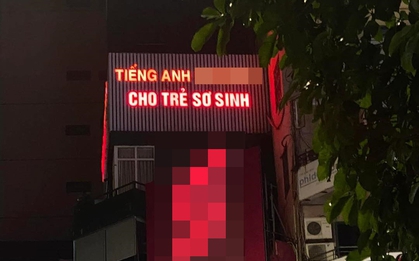 TIẾNG ANH
CHO TRẺ SƠ SINH